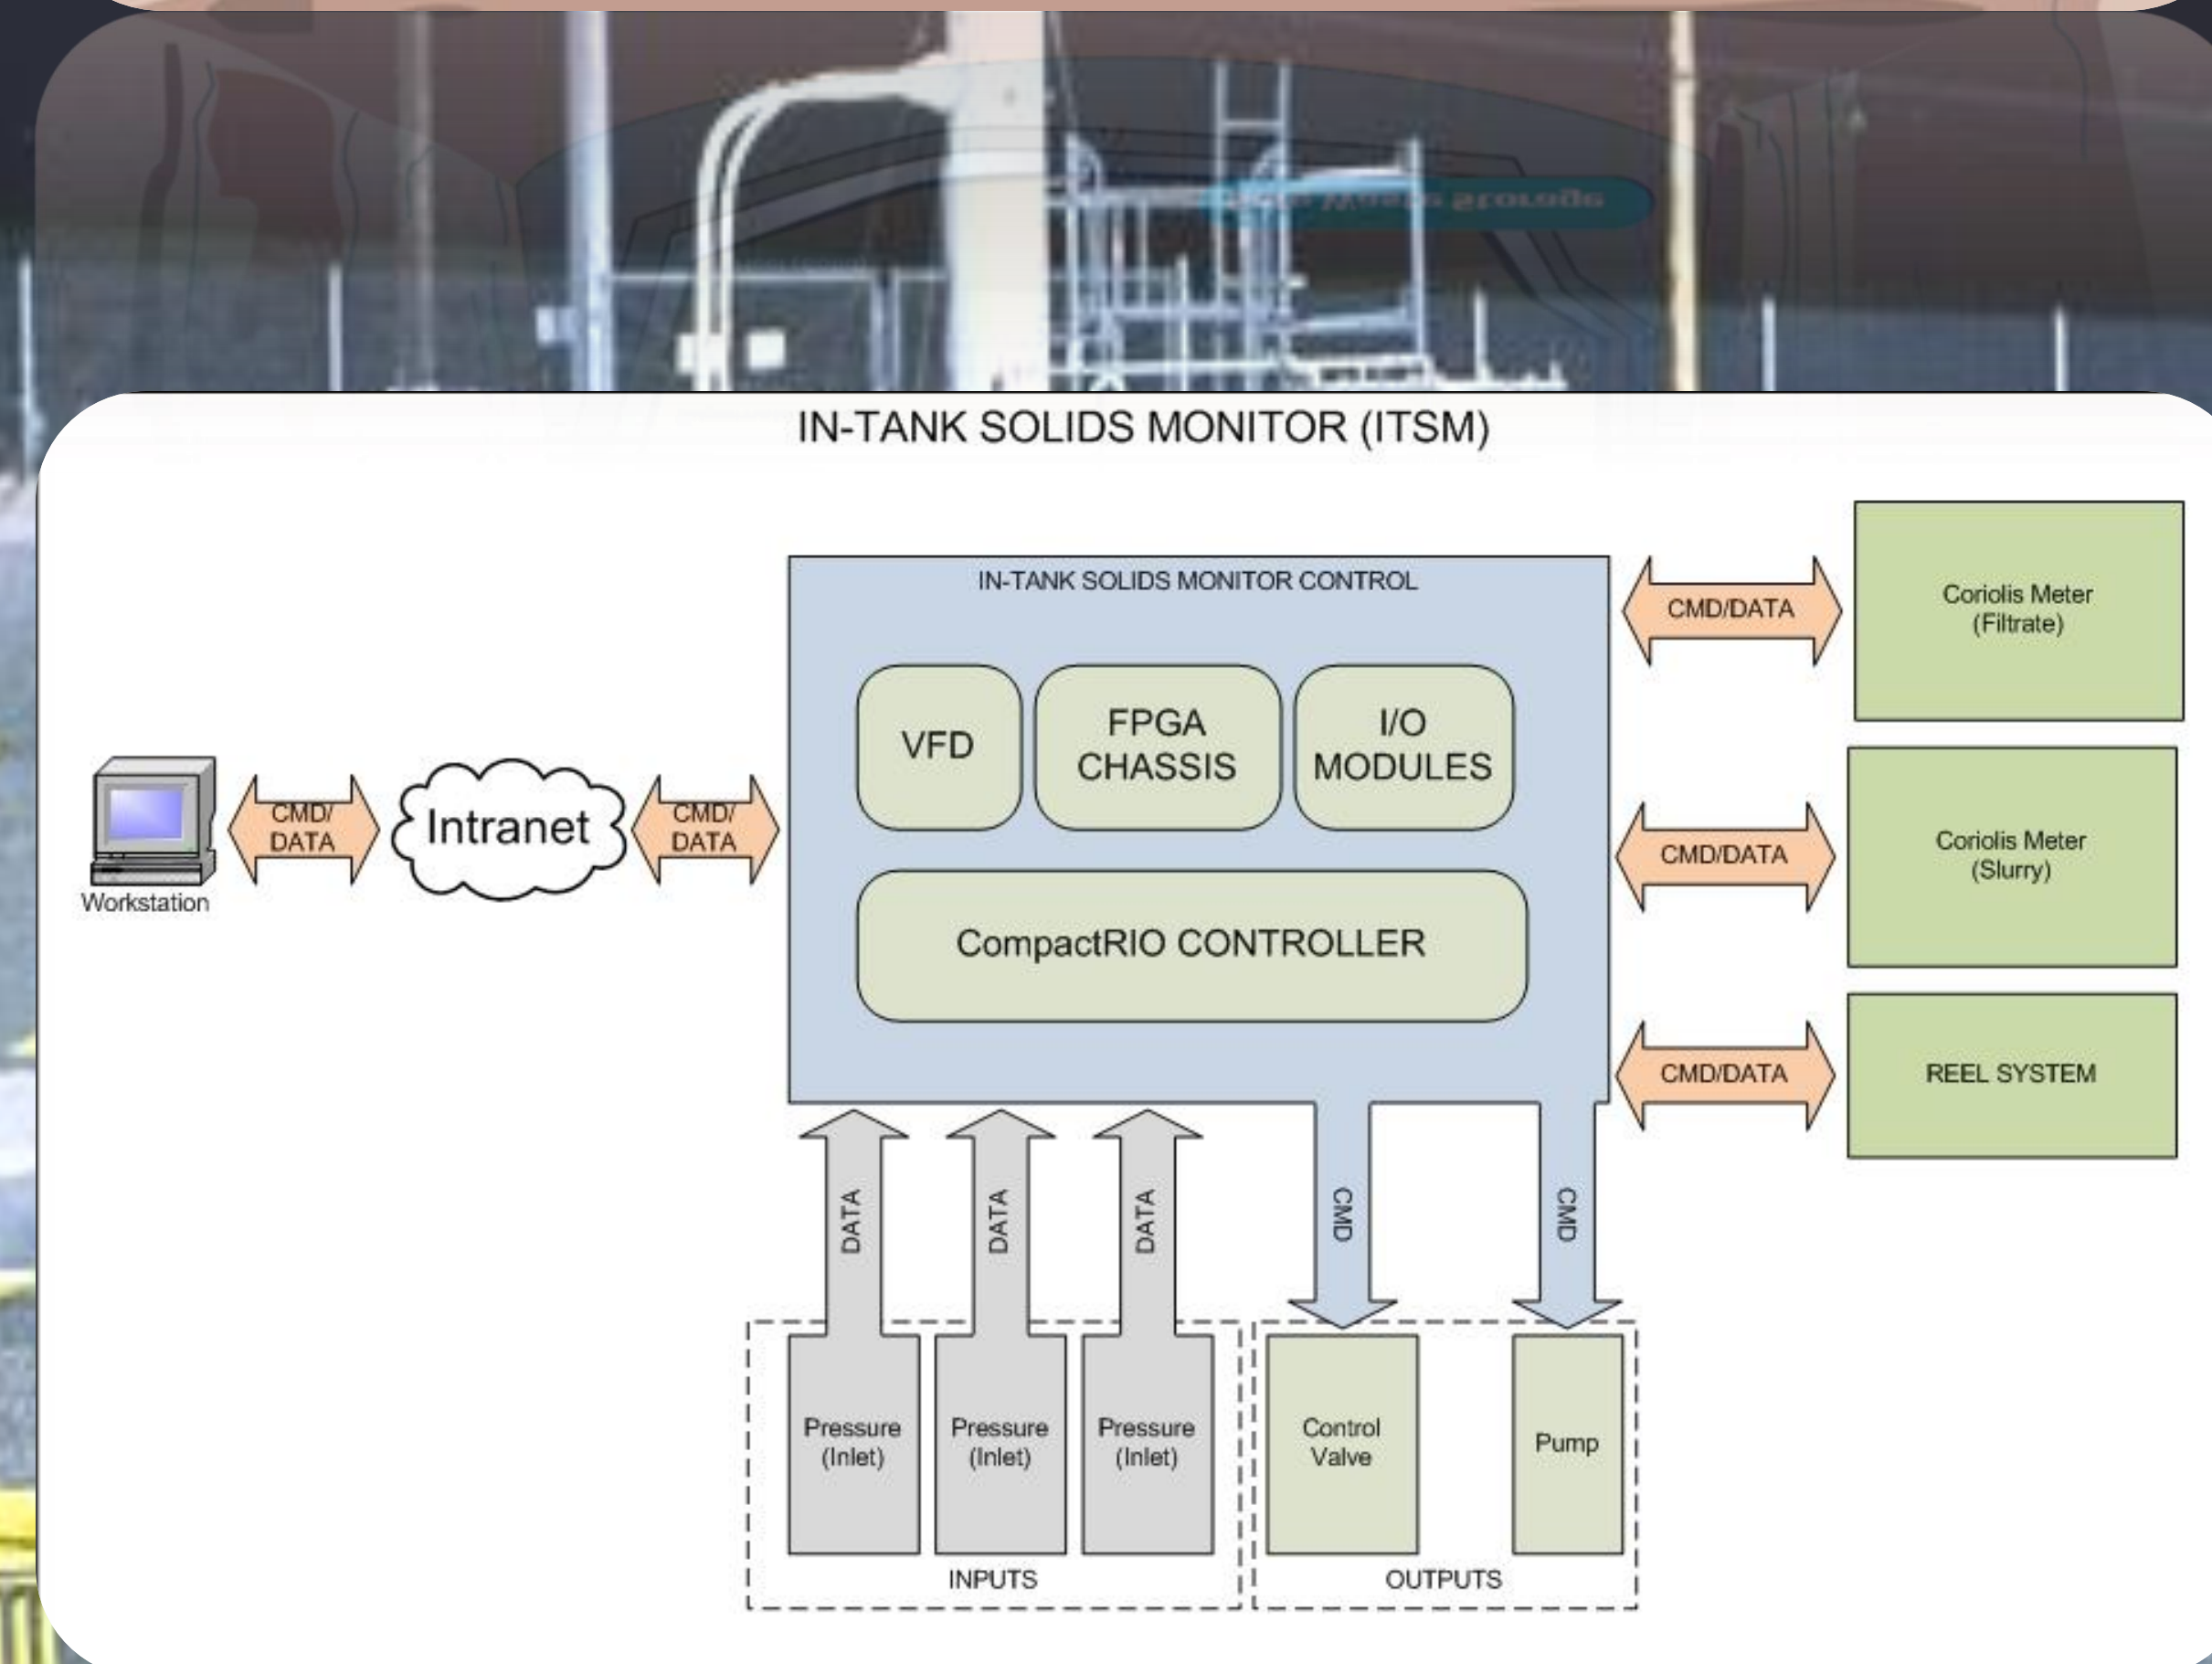 Waste Storage
IN-TANK SOLIDS MONITOR (ITSM)
IN-TANK SOLIDS MONITOR CONTROL
VFD
FPGA
CHASSIS
I/O
MODULES
CompactRIO CONTROLLER
Workstation
CMD/
DATA
Intranet
CMD/
DATA
CMD/DATA
Coriolis Meter
(Filtrate)
CMD/DATA
Coriolis Meter
(Slurry)
CMD/DATA
REEL SYSTEM
DATA
DATA
DATA
CMD
CMD
Pressure
(Inlet)
Pressure
(Inlet)
Pressure
(Inlet)
INPUTS
Control
Valve
Pump
OUTPUTS